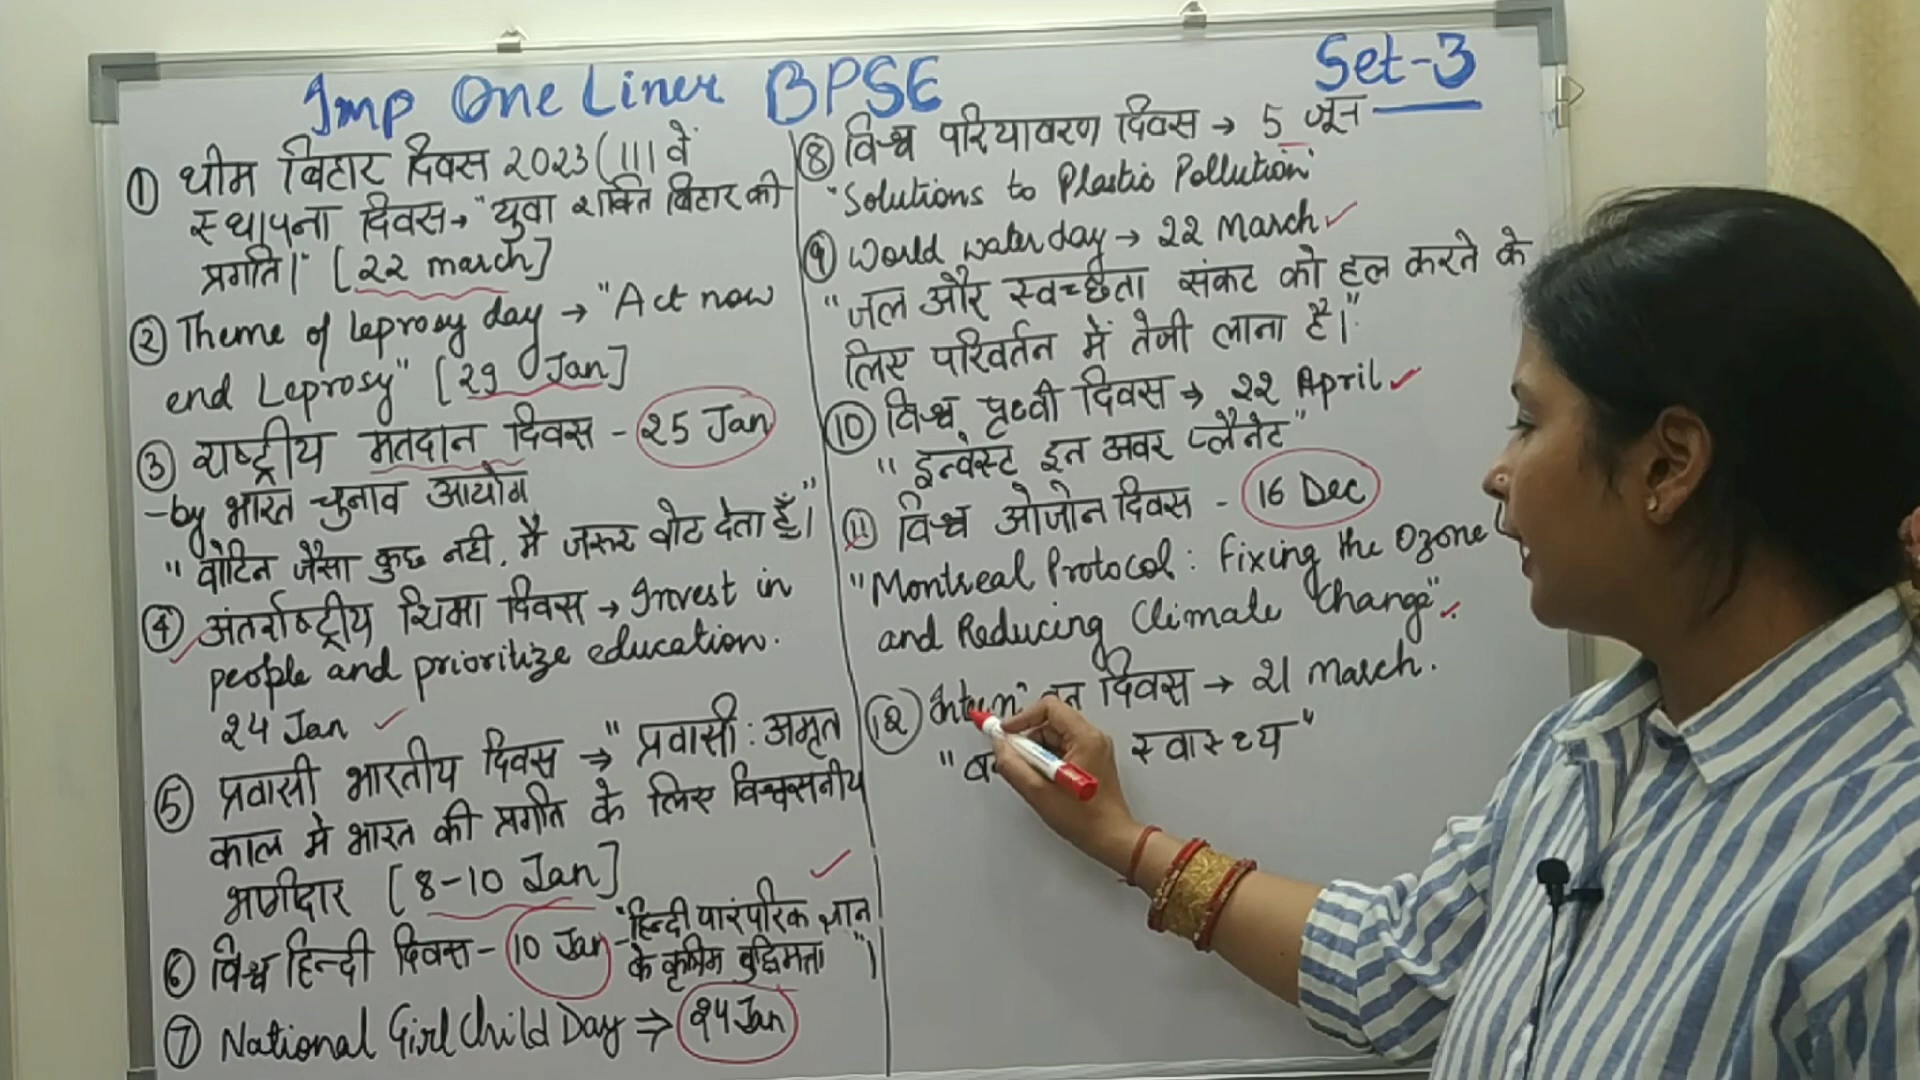 Imp One Liner BPSE
Set-3
① थीम बिहार दिवस 2023 (111 वें
स्थापना दिवस → "युवा शक्ति बिहार की
प्रगति।" [22 march]
② Theme of leprosy day → "Act now
end Leprosy" [29 Jan]
③ राष्ट्रीय मतदान दिवस - 25 Jan
- by भारत चुनाव आयोग
"वोटिन जैसा कुछ नही, मै जरूर वोट देता हूँ।"
④ अंतर्राष्ट्रीय शिक्षा दिवस → Invest in
people and prioritize education.
24 Jan
⑤ प्रवासी भारतीय दिवस → "प्रवासी : अमृत
काल मे भारत की प्रगति के लिए विश्वसनीय
भागीदार [8-10 Jan]
⑥ विश्व हिन्दी दिवस - 10 Jan - "हिन्दी पारंपरिक ज्ञान
के कृत्रिम बुद्धिमता")
⑦ National Girl Child Day ⇒ 24 Jan
⑧ विश्व परियावरण दिवस → 5 जून
"Solutions to Plastic Pollution"
⑨ World water day → 22 March
"जल और स्वच्छता संकट को हल करते के
लिए परिवर्तन में तेजी लाना है।"
⑩ विश्व पृथ्वी दिवस → 22 April
"इन्वेस्ट इन अवर प्लैनेट"
⑪ विश्व ओजोन दिवस - 16 Dec
"Montreal Protocol : Fixing the Ozone
and Reducing Climate Change".
⑫ दिवस → 21 March.
स्वास्थ्य"